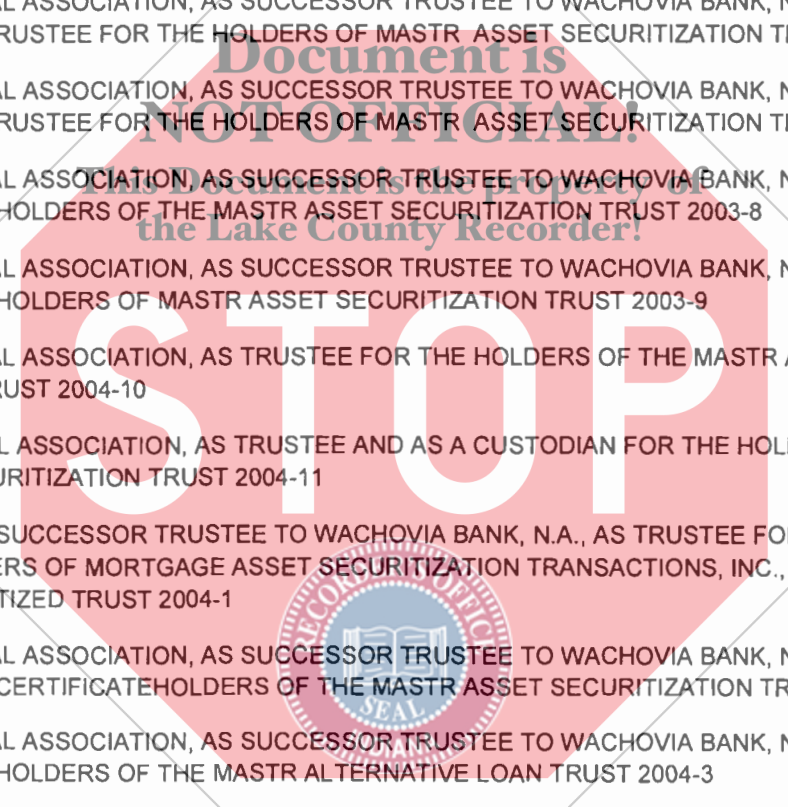 AL ASSOCIATION, AS SUCCESSOR TRUSTEE TO WACHOVIA BANK, N
RUSTEE FOR THE HOLDERS OF MASTR ASSET SECURITIZATION T
Document is
AL ASSOCIATION, AS SUCCESSOR TRUSTEE TO WACHOVIA BANK, N
NOT OFFICIAL!
RUSTEE FOR THE HOLDERS OF MASTR ASSET SECURITIZATION T
This Document is the property of
AL ASSOCIATION, AS SUCCESSOR TRUSTEE TO WACHOVIA BANK, N
HOLDERS OF THE MASTR ASSET SECURITIZATION TRUST 2003-8
the Lake County Recorder!
AL ASSOCIATION, AS SUCCESSOR TRUSTEE TO WACHOVIA BANK, N
HOLDERS OF MASTR ASSET SECURITIZATION TRUST 2003-9
STOP
AL ASSOCIATION, AS TRUSTEE FOR THE HOLDERS OF THE MASTR A
RUST 2004-10
L ASSOCIATION, AS TRUSTEE AND AS A CUSTODIAN FOR THE HOL
URITIZATION TRUST 2004-11
SUCCESSOR TRUSTEE TO WACHOVIA BANK, N.A., AS TRUSTEE FO
ERS OF MORTGAGE ASSET SECURITIZATION TRANSACTIONS, INC.,
TIZED TRUST 2004-1
RECORDER'S OFFICE
AL ASSOCIATION, AS SUCCESSOR TRUSTEE TO WACHOVIA BANK, N
CERTIFICATEHOLDERS OF THE MASTR ASSET SECURITIZATION TR
SEAL
AL ASSOCIATION, AS SUCCESSOR TRUSTEE TO WACHOVIA BANK, N
HOLDERS OF THE MASTR ALTERNATIVE LOAN TRUST 2004-3